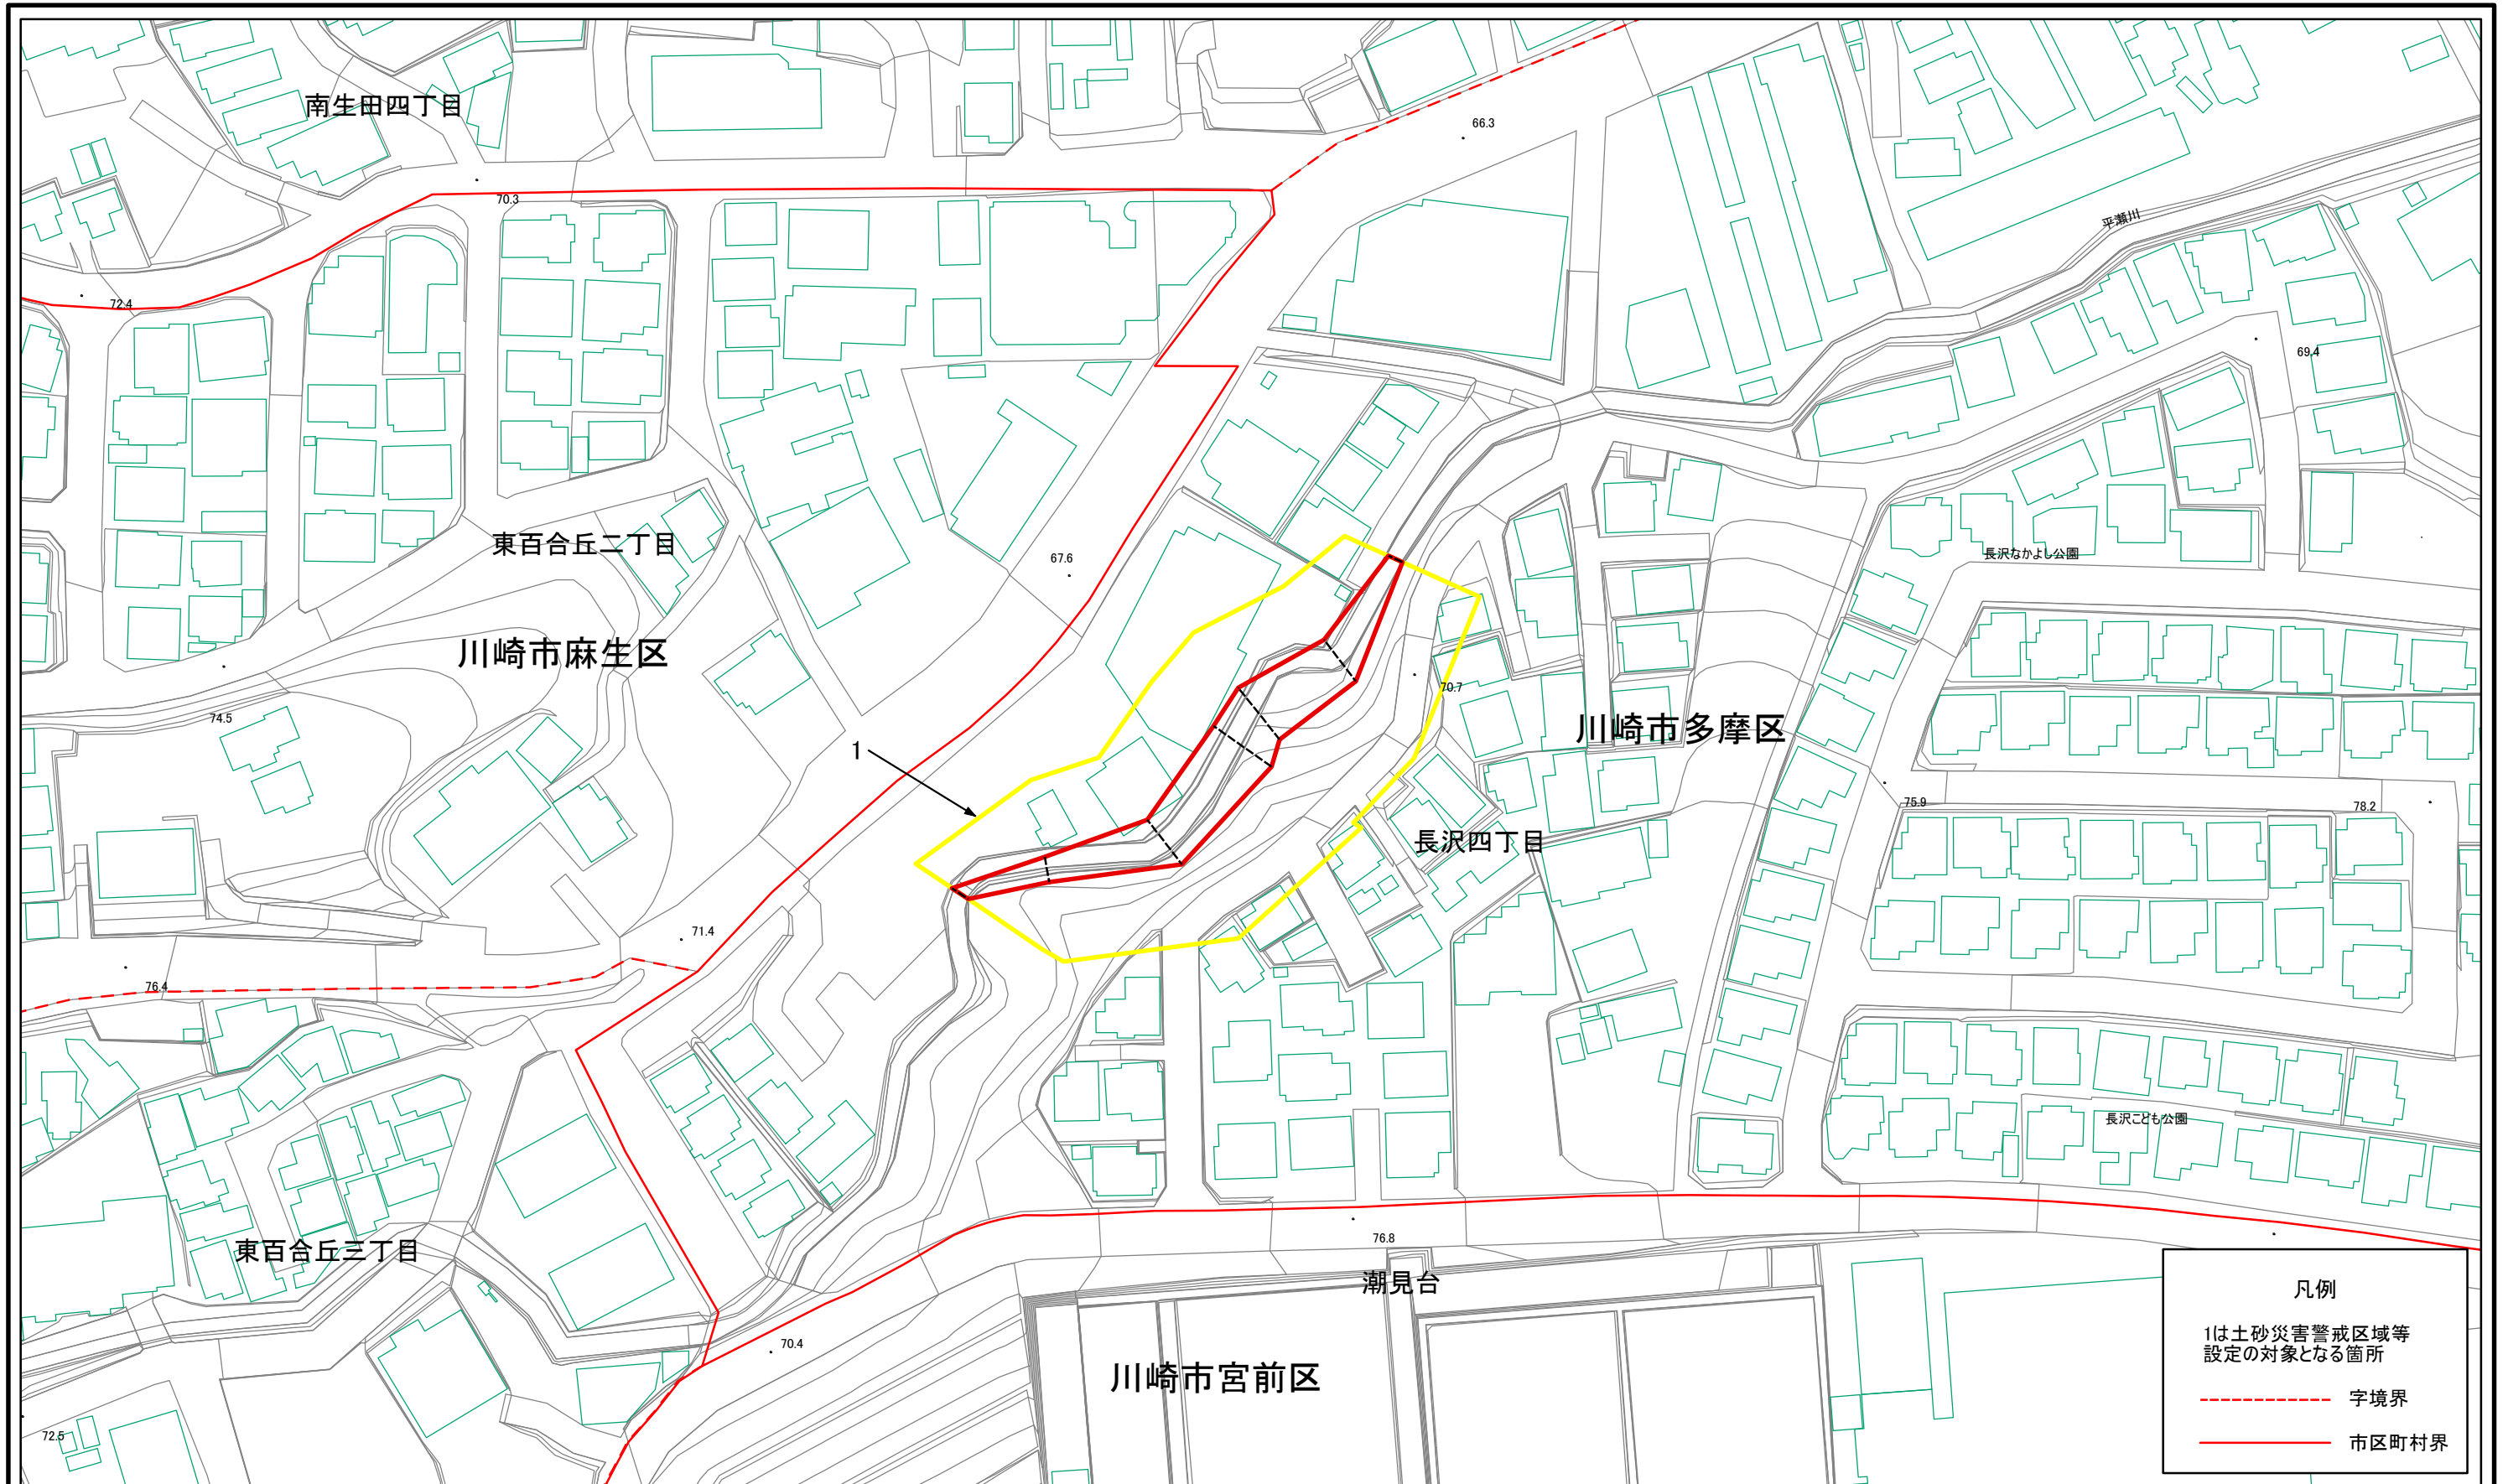 南生田四丁目
66.3
70.3
平瀬川
72.4
69.4
東百合丘二丁目
長沢なかよし公園
67.6
川崎市麻生区
70.7
74.5
川崎市多摩区
1
75.9
78.2
長沢四丁目
71.4
76.4
長沢こども公園
76.8
東百合丘三丁目
潮見台
70.4
川崎市宮前区
72.5
凡例
1は土砂災害警戒区域等
設定の対象となる箇所
字境界
市区町村界